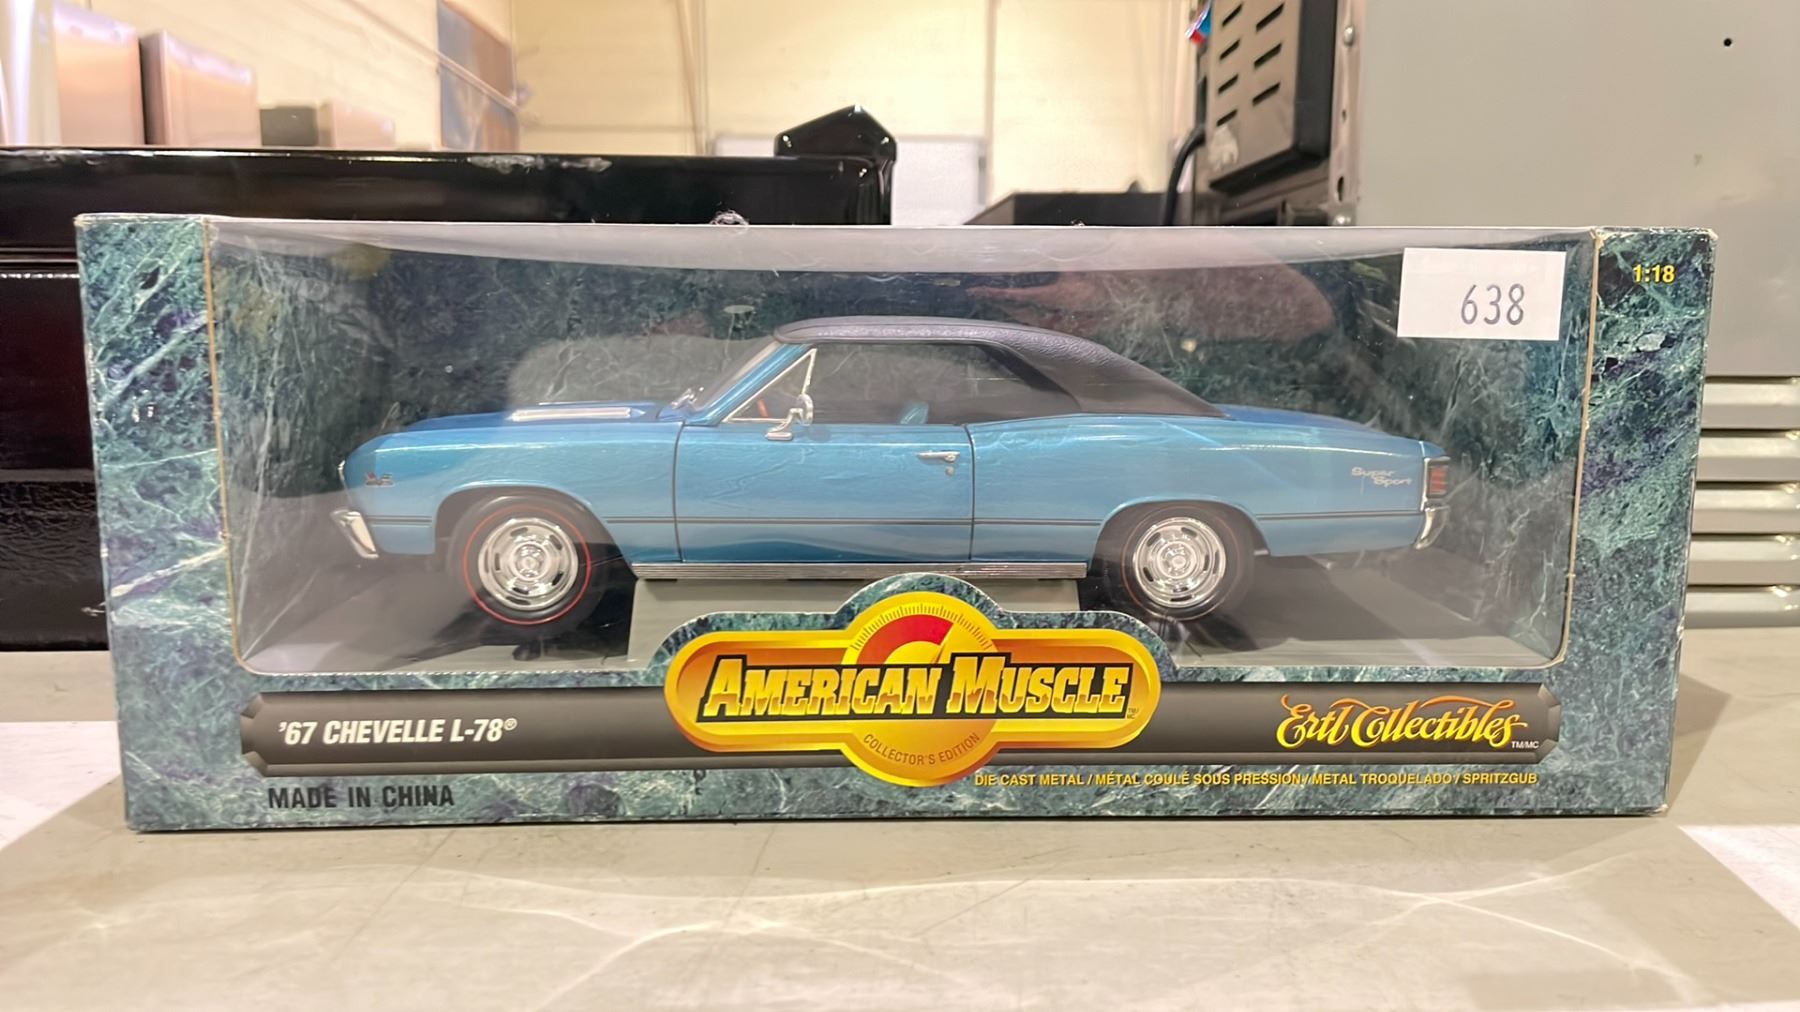 1:18
638
Super
Sport
AMERICAN MUSCLE
'67 CHEVELLE L-78®
Ertl Collectibles TM/MC
COLLECTOR'S EDITION
DIE CAST METAL / MÉTAL COULÉ SOUS PRESSION / METAL TROQUELADO / SPRITZGUB
MADE IN CHINA